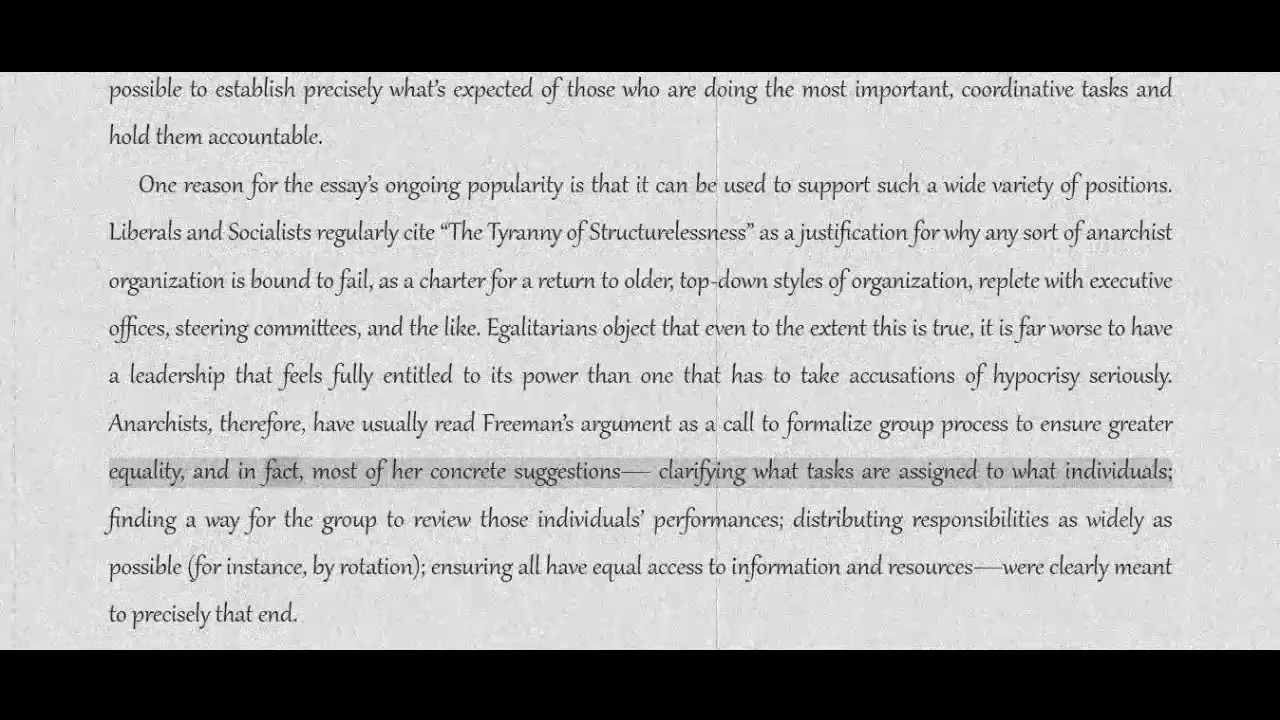 possible to establish precisely what's expected of those who are doing the most important, coordinative tasks and
hold them accountable.
One reason for the essay's ongoing popularity is that it can be used to support such a wide variety of positions.
Liberals and Socialists regularly cite “The Tyranny of Structurelessness” as a justification for why any sort of anarchist
organization is bound to fail, as a charter for a return to older, top-down styles of organization, replete with executive
offices, steering committees, and the like. Egalitarians object that even to the extent this is true, it is far worse to have
a leadership that feels fully entitled to its power than one that has to take accusations of hypocrisy seriously.
Anarchists, therefore, have usually read Freeman's argument as a call to formalize group process to ensure greater
equality, and in fact, most of her concrete suggestions— clarifying what tasks are assigned to what individuals;
finding a way for the group to review those individuals' performances; distributing responsibilities as widely as
possible (for instance, by rotation); ensuring all have equal access to information and resources—were clearly meant
to precisely that end.